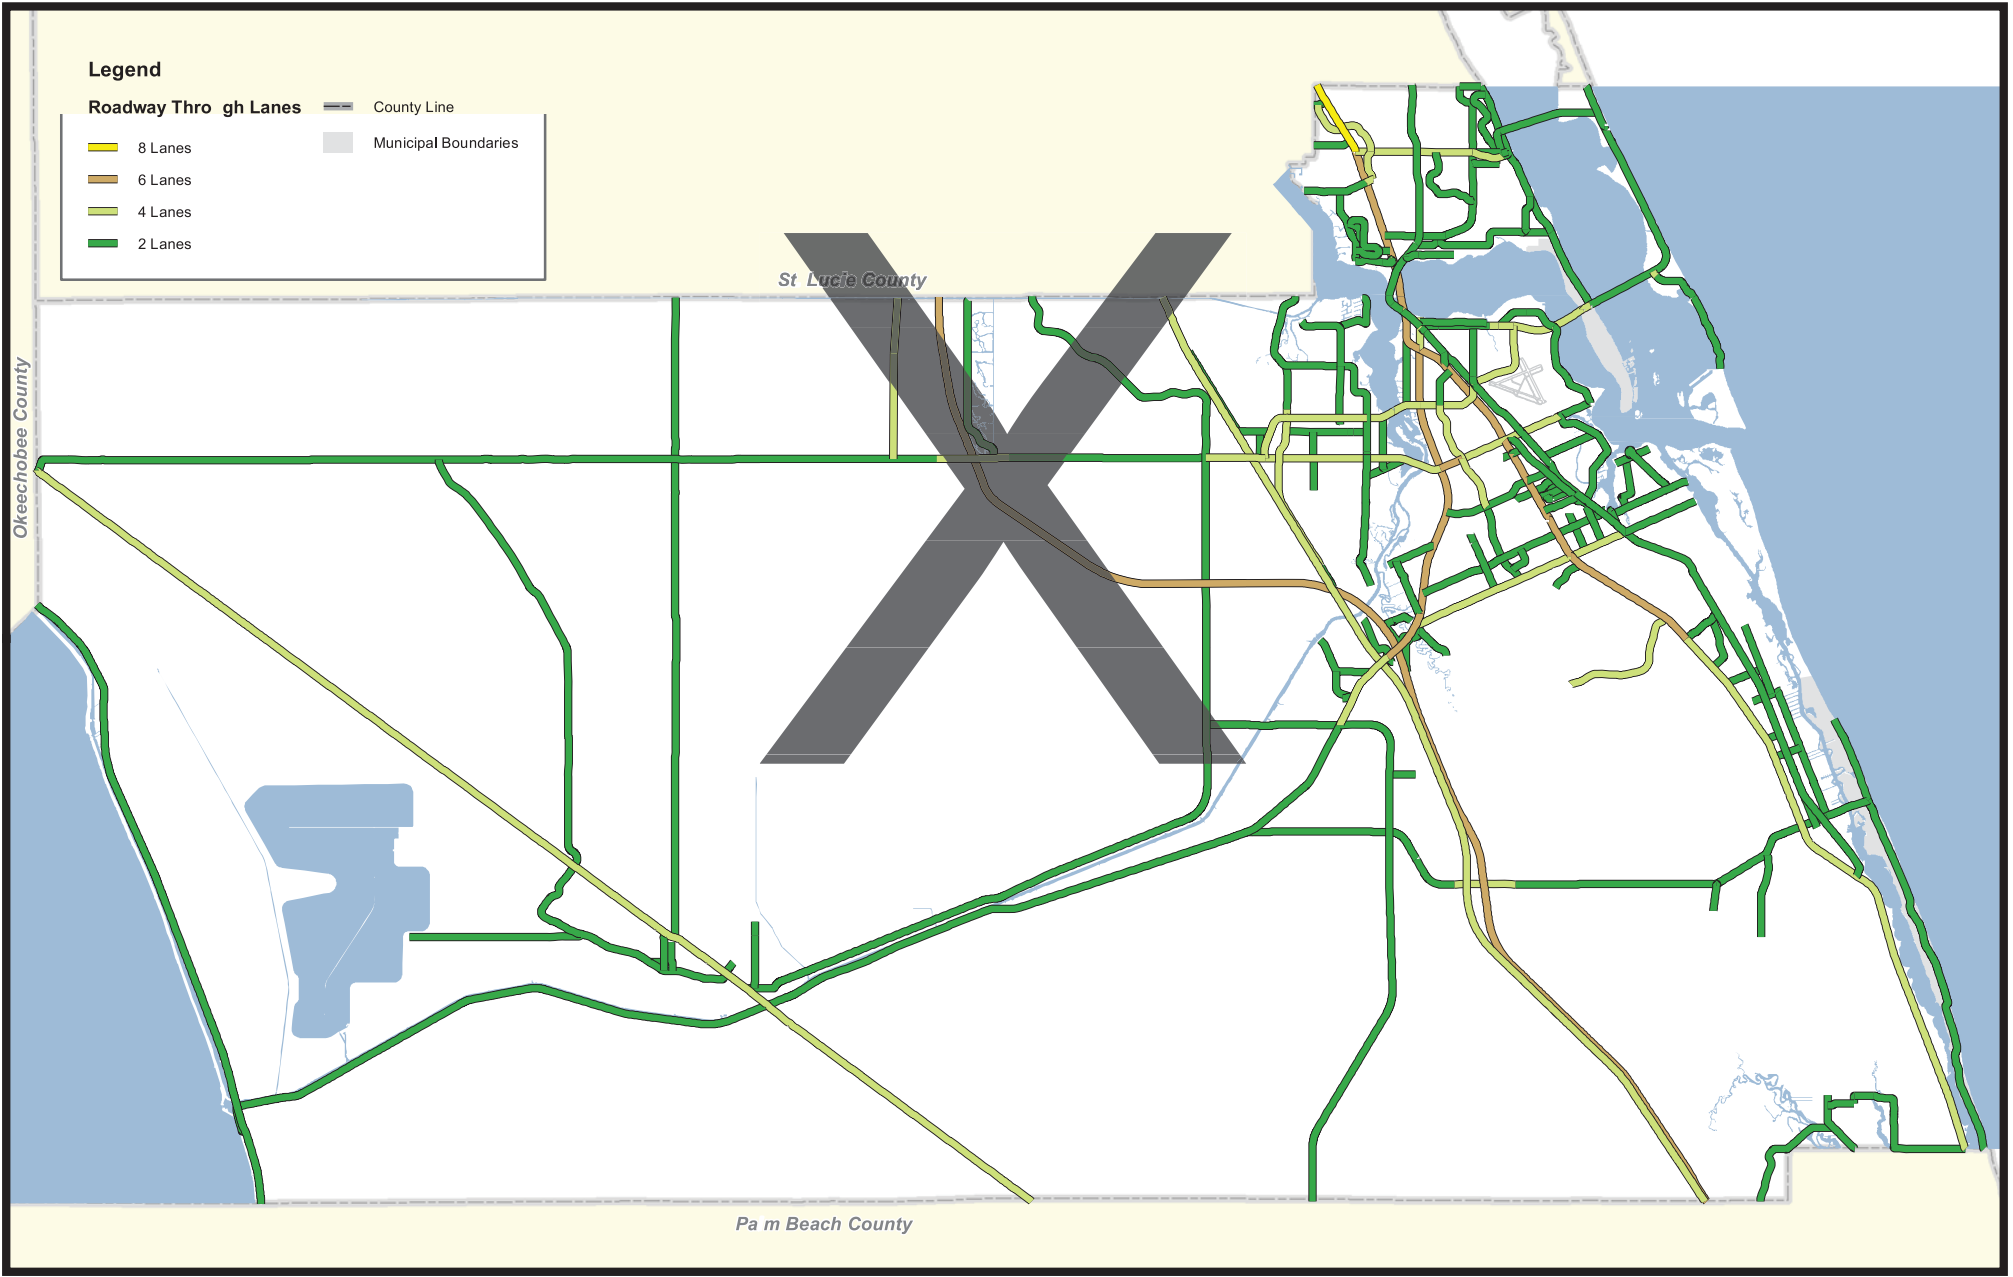 Legend
Roadway Thro gh Lanes
County Line
8 Lanes
Municipal Boundaries
6 Lanes
4 Lanes
2 Lanes
St Lucie County
Okeechobee County
Pa m Beach County
X